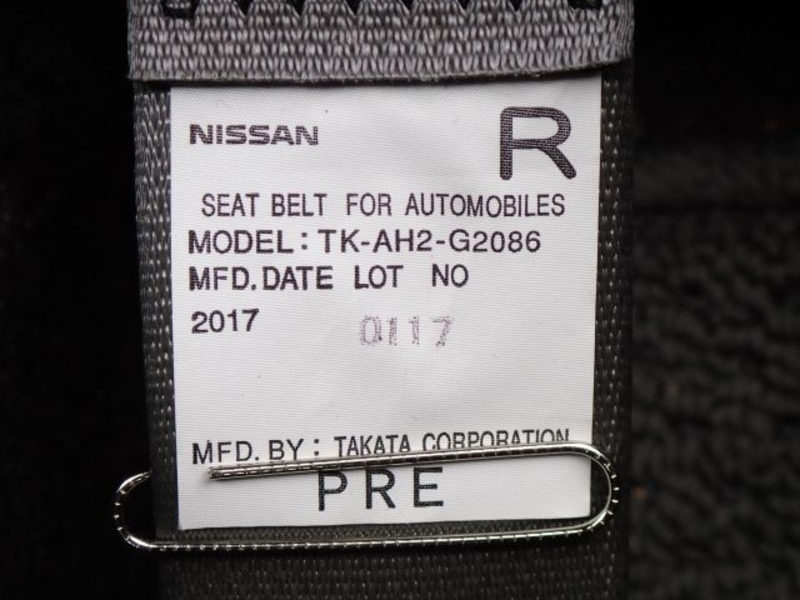 NISSAN R
SEAT BELT FOR AUTOMOBILES
MODEL: TK-AH2-G2086
MFD. DATE LOT NO
2017 0117
MFD. BY: TAKATA CORPORATION
PRE